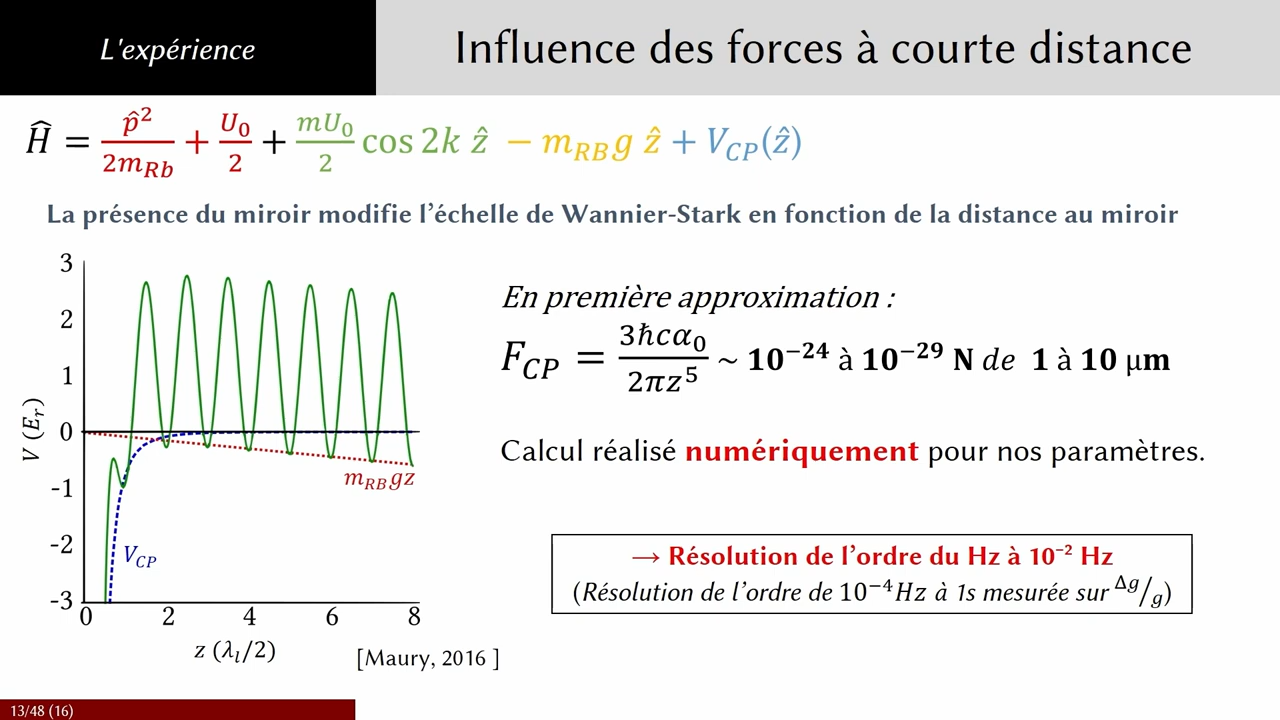 L'expérience
Influence des forces à courte distance
Ĥ = p̂²/2m_Rb + U₀/2 + mU₀/2 cos 2k ẑ − m_RB g ẑ + V_CP(ẑ)
La présence du miroir modifie l'échelle de Wannier-Stark en fonction de la distance au miroir
3
2
1
0
-1
-2
-3
V (E_r)
m_RB gz
V_CP
0 2 4 6 8
z (λ_l/2)
[Maury, 2016 ]
En première approximation :
F_CP = 3ħcα₀/2πz⁵ ~ 10⁻²⁴ à 10⁻²⁹ N de 1 à 10 µm
Calcul réalisé numériquement pour nos paramètres.
→ Résolution de l'ordre du Hz à 10⁻² Hz
(Résolution de l'ordre de 10⁻⁴Hz à 1s mesurée sur Δg/g)
13/48 (16)